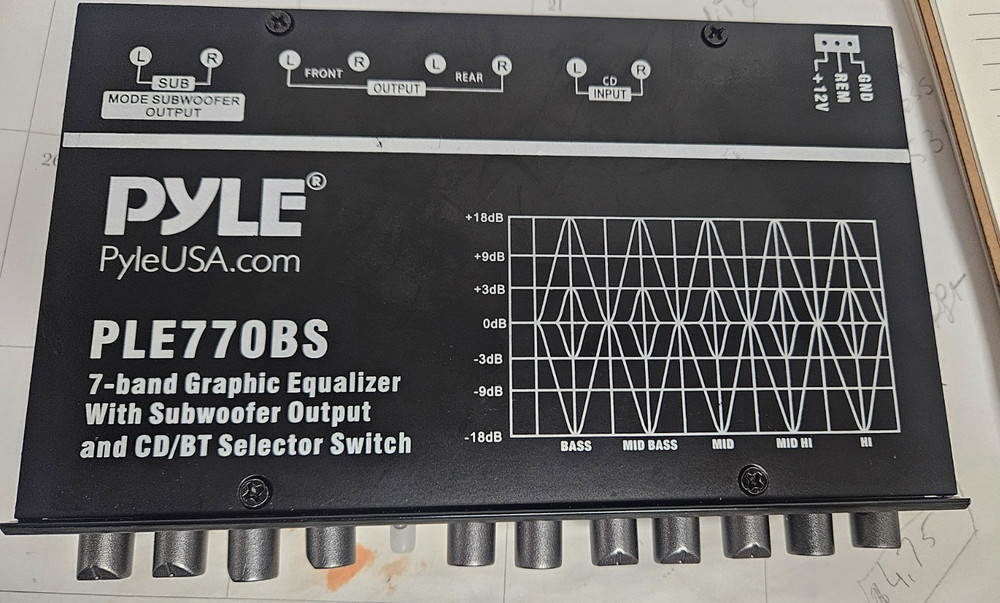 L R
SUB
MODE SUBWOOFER
OUTPUT
L R L R
FRONT REAR
OUTPUT
L R
CD
INPUT
+12V
REM
GND
PYLE®
PyleUSA.com
PLE770BS
7-band Graphic Equalizer
With Subwoofer Output
and CD/BT Selector Switch
+18dB
+9dB
+3dB
0dB
-3dB
-9dB
-18dB
BASS MID BASS MID MID HI HI
21